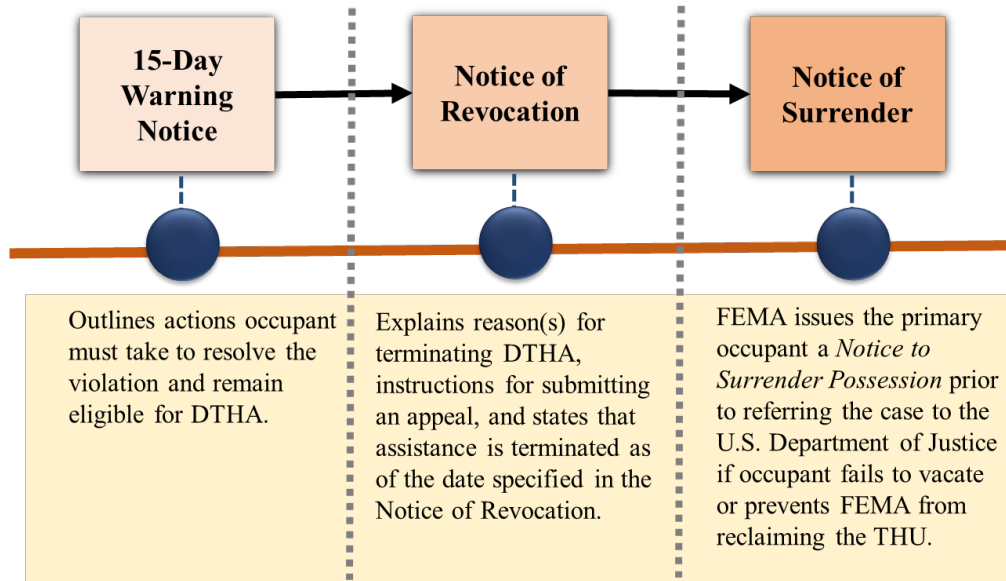 15-Day
Warning
Notice
Notice of
Revocation
Notice of
Surrender
Outlines actions occupant
must take to resolve the
violation and remain
eligible for DTHA.
Explains reason(s) for
terminating DTHA,
instructions for submitting
an appeal, and states that
assistance is terminated as
of the date specified in the
Notice of Revocation.
FEMA issues the primary
occupant a Notice to
Surrender Possession prior
to referring the case to the
U.S. Department of Justice
if occupant fails to vacate
or prevents FEMA from
reclaiming the THU.